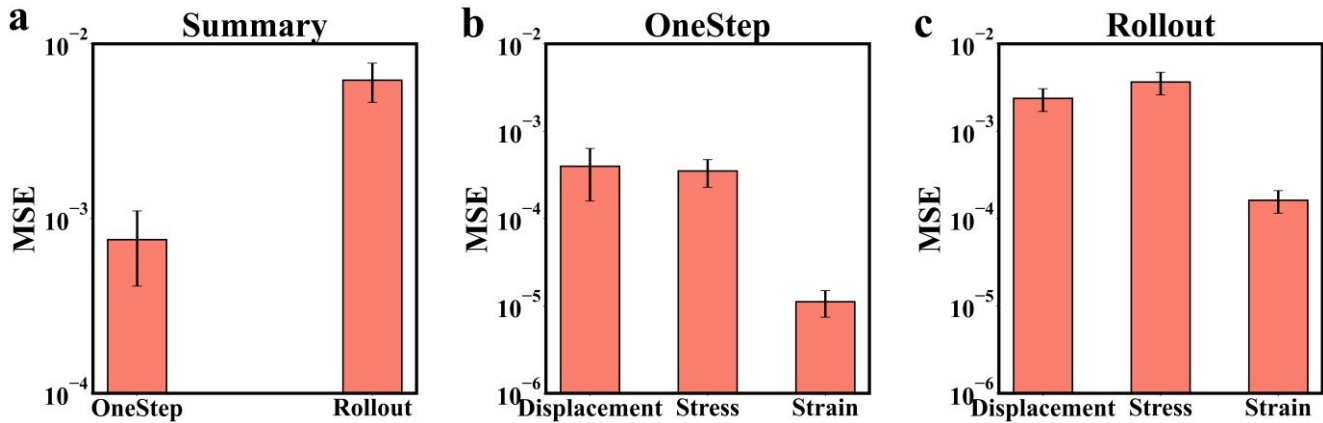 a
Summary
MSE
10⁻²
10⁻³
10⁻⁴
OneStep
Rollout
b
OneStep
MSE
10⁻²
10⁻³
10⁻⁴
10⁻⁵
10⁻⁶
Displacement
Stress
Strain
c
Rollout
MSE
10⁻²
10⁻³
10⁻⁴
10⁻⁵
10⁻⁶
Displacement
Stress
Strain